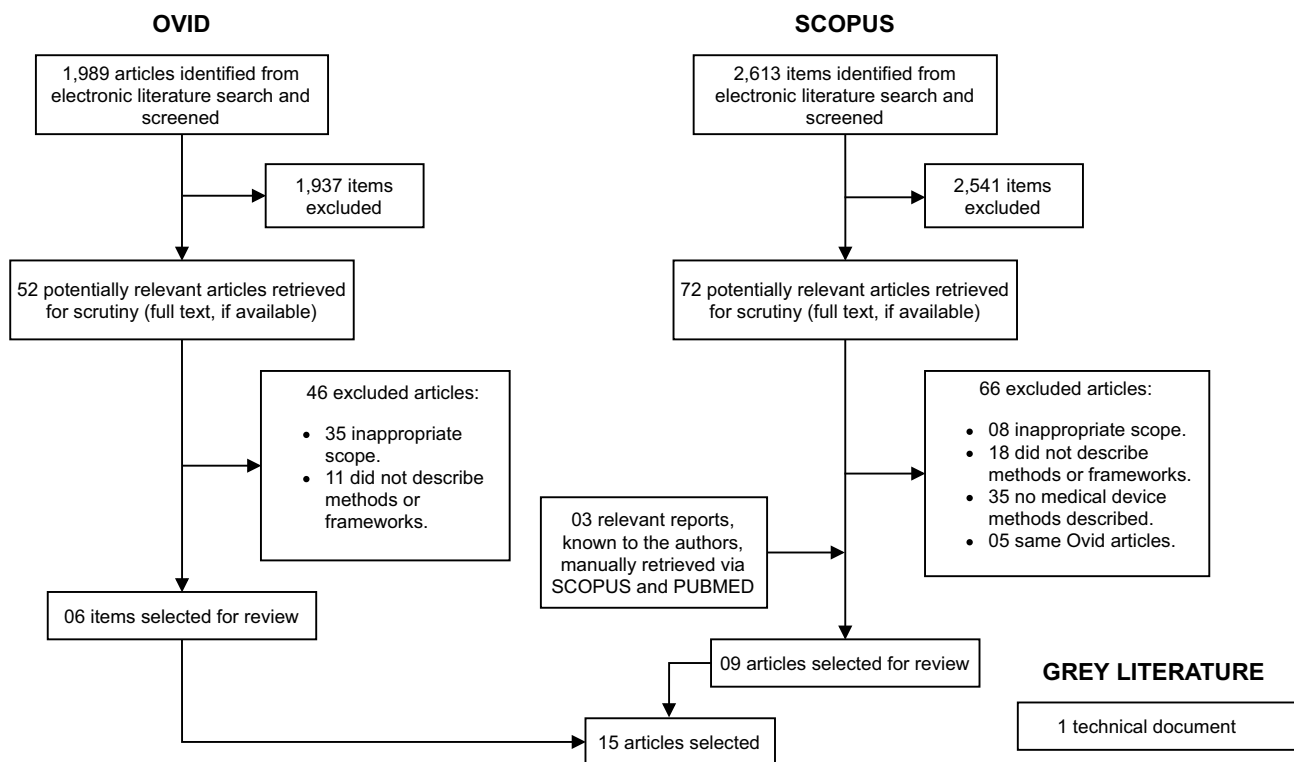 OVID
1,989 articles identified from
electronic literature search and
screened
1,937 items
excluded
52 potentially relevant articles retrieved
for scrutiny (full text, if available)
46 excluded articles:
• 35 inappropriate
scope.
• 11 did not describe
methods or
frameworks.
06 items selected for review
SCOPUS
2,613 items identified from
electronic literature search and
screened
2,541 items
excluded
72 potentially relevant articles retrieved
for scrutiny (full text, if available)
66 excluded articles:
• 08 inappropriate scope.
• 18 did not describe
methods or frameworks.
• 35 no medical device
methods described.
• 05 same Ovid articles.
03 relevant reports,
known to the authors,
manually retrieved via
SCOPUS and PUBMED
09 articles selected for review
15 articles selected
GREY LITERATURE
1 technical document